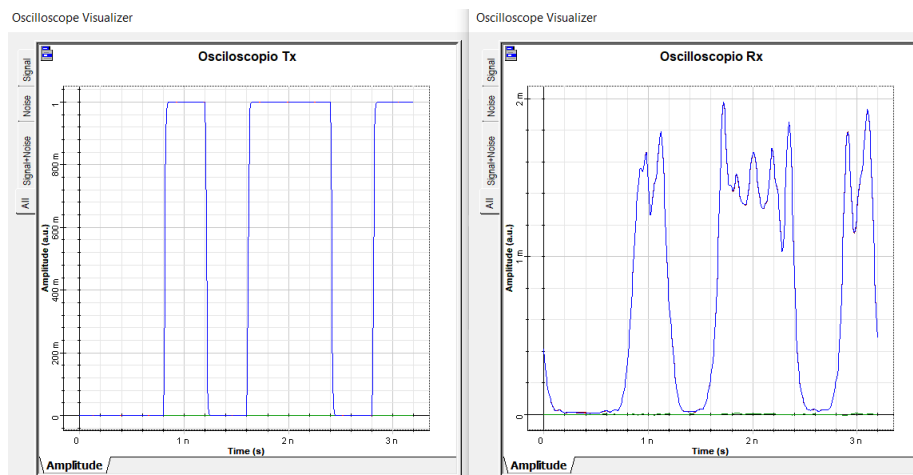 Oscilloscope Visualizer
Osciloscopio Tx
Signal
Noise
Signal+Noise
All
Amplitude (a.u.)
1
800 m
600 m
400 m
200 m
0
0
1 n
2 n
3 n
Time (s)
Amplitude
Oscilloscope Visualizer
Osciloscopio Rx
Signal
Noise
Signal+Noise
All
Amplitude (a.u.)
2 m
1 m
0
0
1 n
2 n
3 n
Time (s)
Amplitude